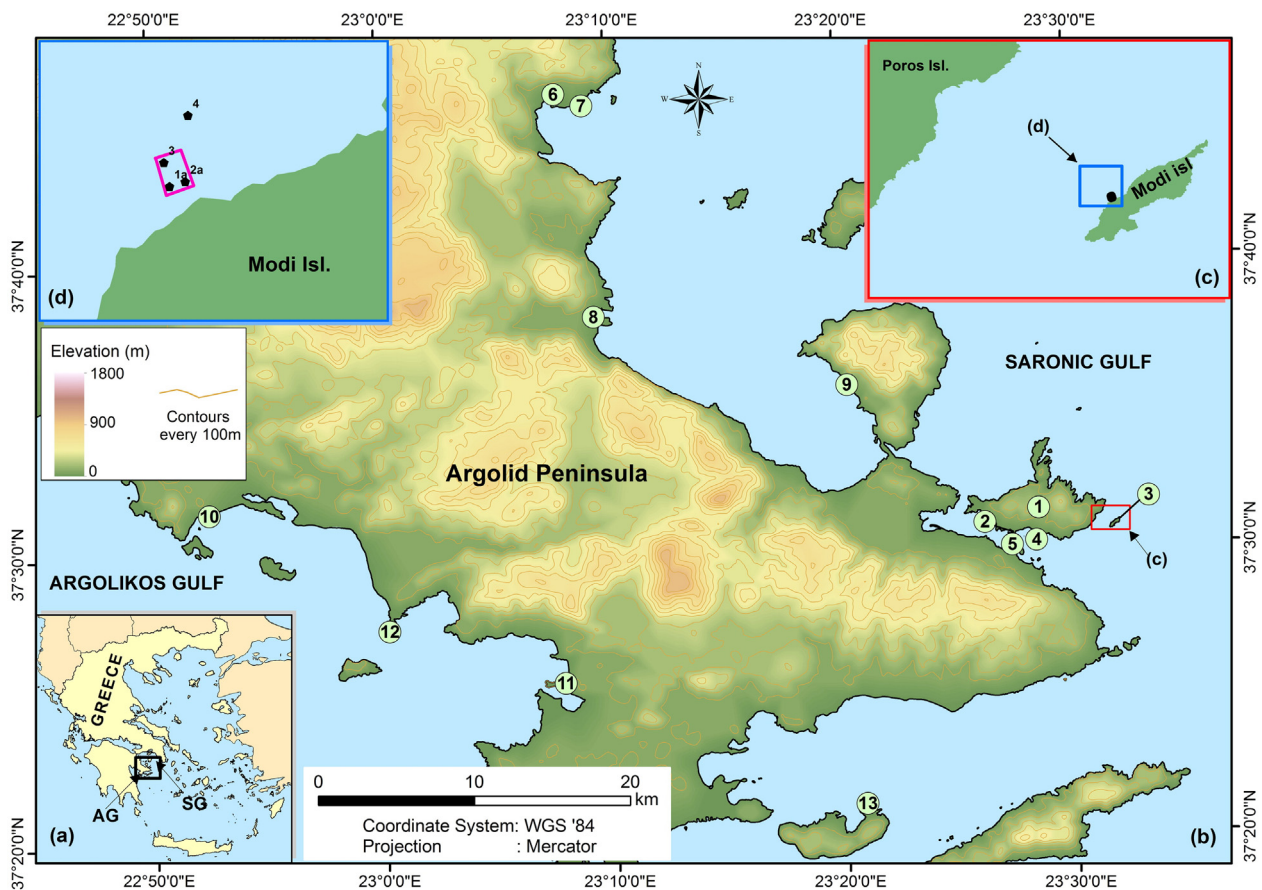 22°50'0"E
23°0'0"E
23°10'0"E
23°20'0"E
23°30'0"E
4
3
1a
2a
Modi Isl.
(d)
6
7
N
W
E
S
Poros Isl.
(d)
Modi isl
(c)
37°40'0"N
37°40'0"N
8
Elevation (m)
1800
900
0
Contours
every 100m
9
SARONIC GULF
Argolid Peninsula
10
1
2
3
4
5
(c)
37°30'0"N
37°30'0"N
ARGOLIKOS GULF
12
11
GREECE
AG
SG
(a)
0
10
20
km
Coordinate System: WGS '84
Projection : Mercator
13
(b)
37°20'0"N
37°20'0"N
22°50'0"E
23°0'0"E
23°10'0"E
23°20'0"E
23°30'0"E